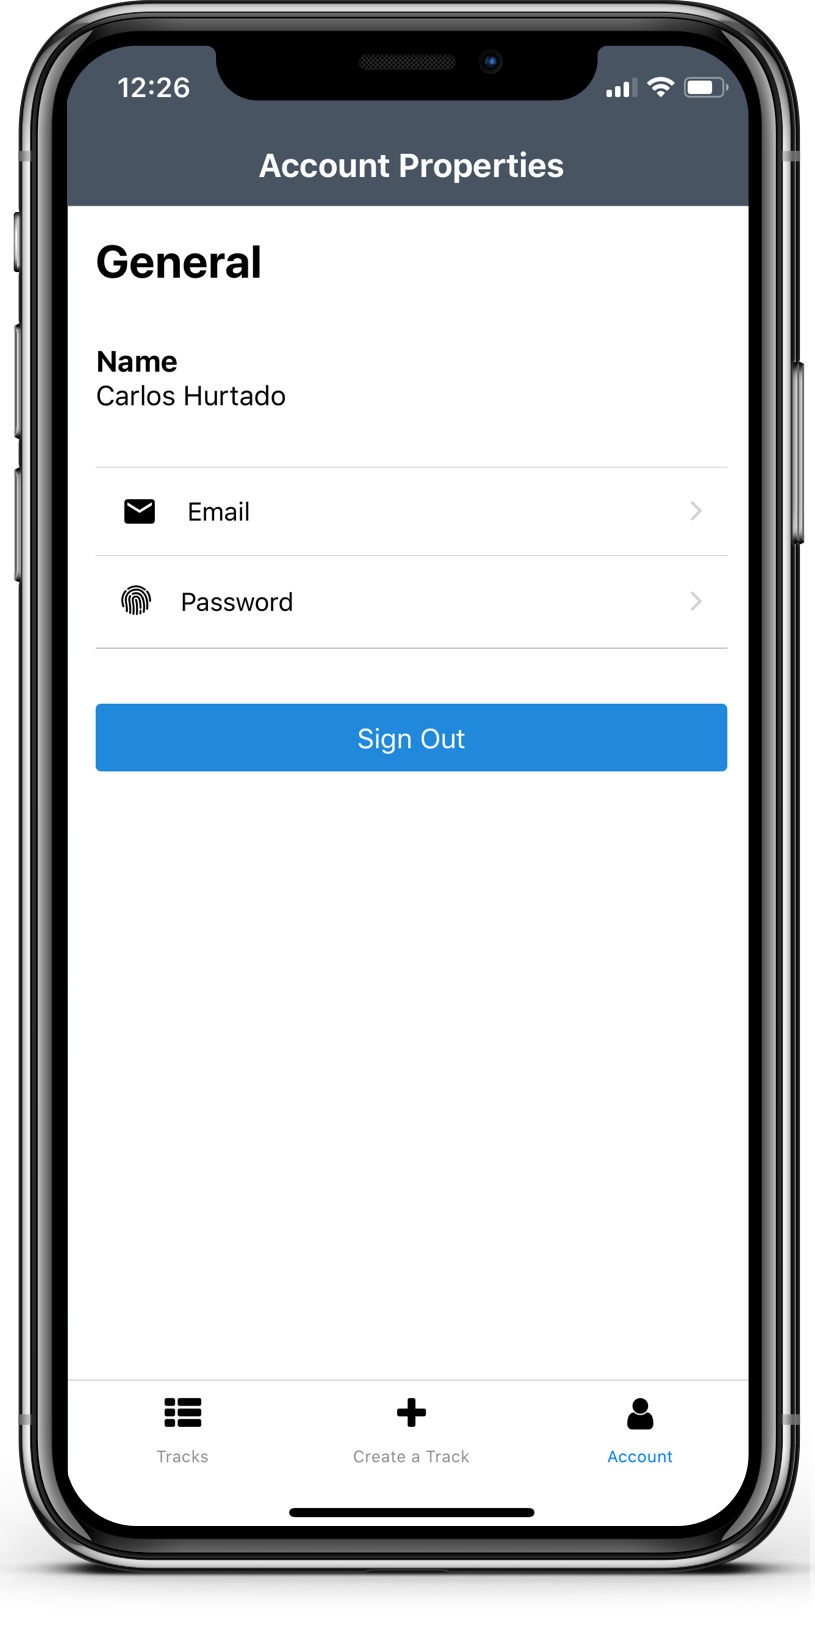 12:26
Account Properties
General
Name
Carlos Hurtado
Email
Password
Sign Out
Tracks
Create a Track
Account